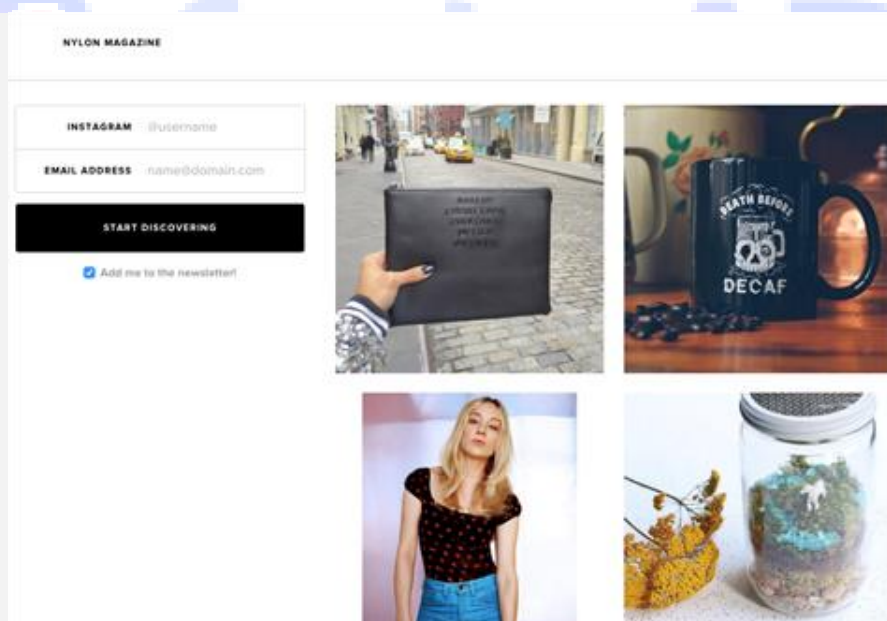 NYLON MAGAZINE
INSTAGRAM @username
EMAIL ADDRESS name@domain.com
START DISCOVERING
Add me to the newsletter!
DEATH BEFORE
DECAF